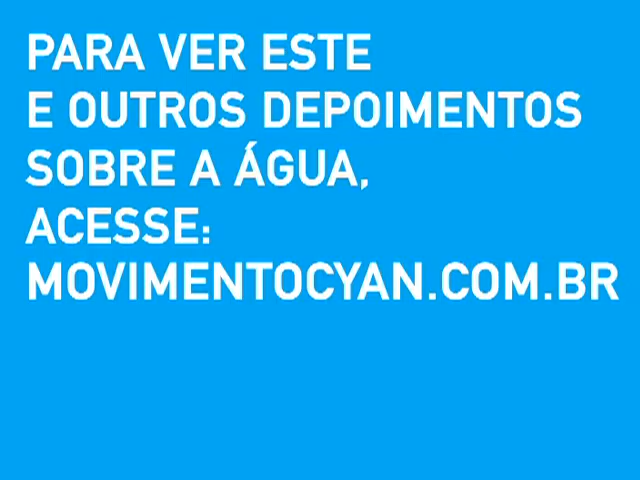 PARA VER ESTE
E OUTROS DEPOIMENTOS
SOBRE A ÁGUA,
ACESSE:
MOVIMENTOCYAN.COM.BR